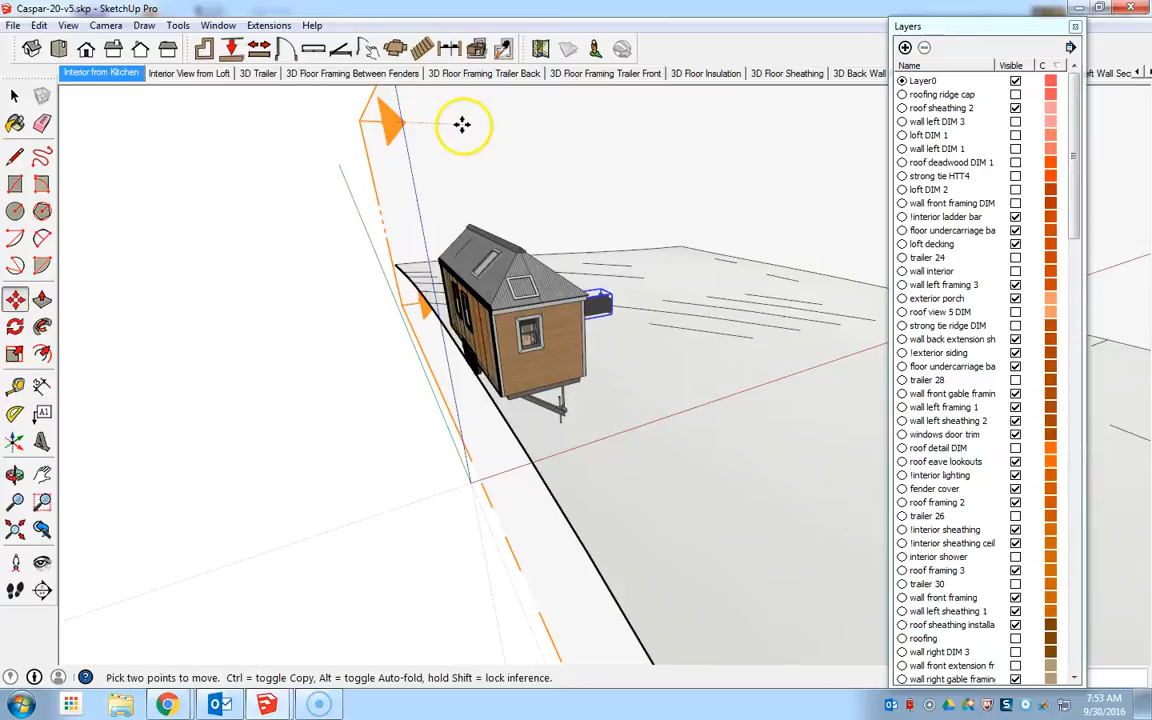 Caspar-20-v5.skp - SketchUp Pro
File Edit View Camera Draw Tools Window Extensions Help
Interior from Kitchen Interior View from Loft 3D Trailer 3D Floor Framing Between Fenders 3D Floor Framing Trailer Back 3D Floor Framing Trailer Front 3D Floor Insulation 3D Floor Sheathing 3D Back Wall
Layers
Name Visible C
Layer0
roofing ridge cap
roof sheathing 2
wall left DIM 3
loft DIM 1
wall left DIM 1
roof deadwood DIM 1
strong tie HTT4
loft DIM 2
wall front framing DIM
!interior ladder bar
floor undercarriage ba
loft decking
trailer 24
wall interior
wall left framing 3
exterior porch
roof view 5 DIM
strong tie ridge DIM
wall back extension sh
!exterior siding
floor undercarriage ba
trailer 28
wall front gable framin
wall left framing 1
wall left sheathing 2
windows door trim
roof detail DIM
roof eave lookouts
!interior lighting
fender cover
roof framing 2
trailer 26
!interior sheathing
!interior sheathing ceil
interior shower
roof framing 3
trailer 30
wall front framing
wall left sheathing 1
roof sheathing installa
roofing
wall right DIM 3
wall front extension fr
wall right gable framin
A1
Pick two points to move. Ctrl = toggle Copy, Alt = toggle Auto-fold, hold Shift = lock inference.
7:53 AM
9/30/2016